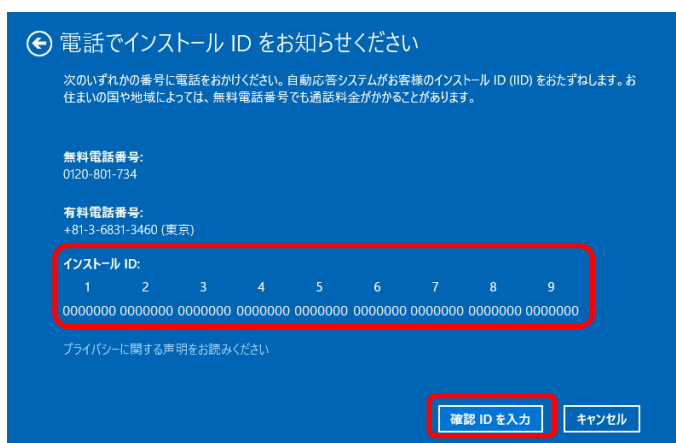 電話でインストール ID をお知らせください
次のいずれかの番号に電話をおかけください。自動応答システムがお客様のインストール ID (IID) をおたずねします。お
住まいの国や地域によっては、無料電話番号でも通話料金がかかることがあります。
無料電話番号:
0120-801-734
有料電話番号:
+81-3-6831-3460 (東京)
インストール ID:
1 2 3 4 5 6 7 8 9
0000000 0000000 0000000 0000000 0000000 0000000 0000000 0000000 0000000
プライバシーに関する声明をお読みください
確認 ID を入力 キャンセル